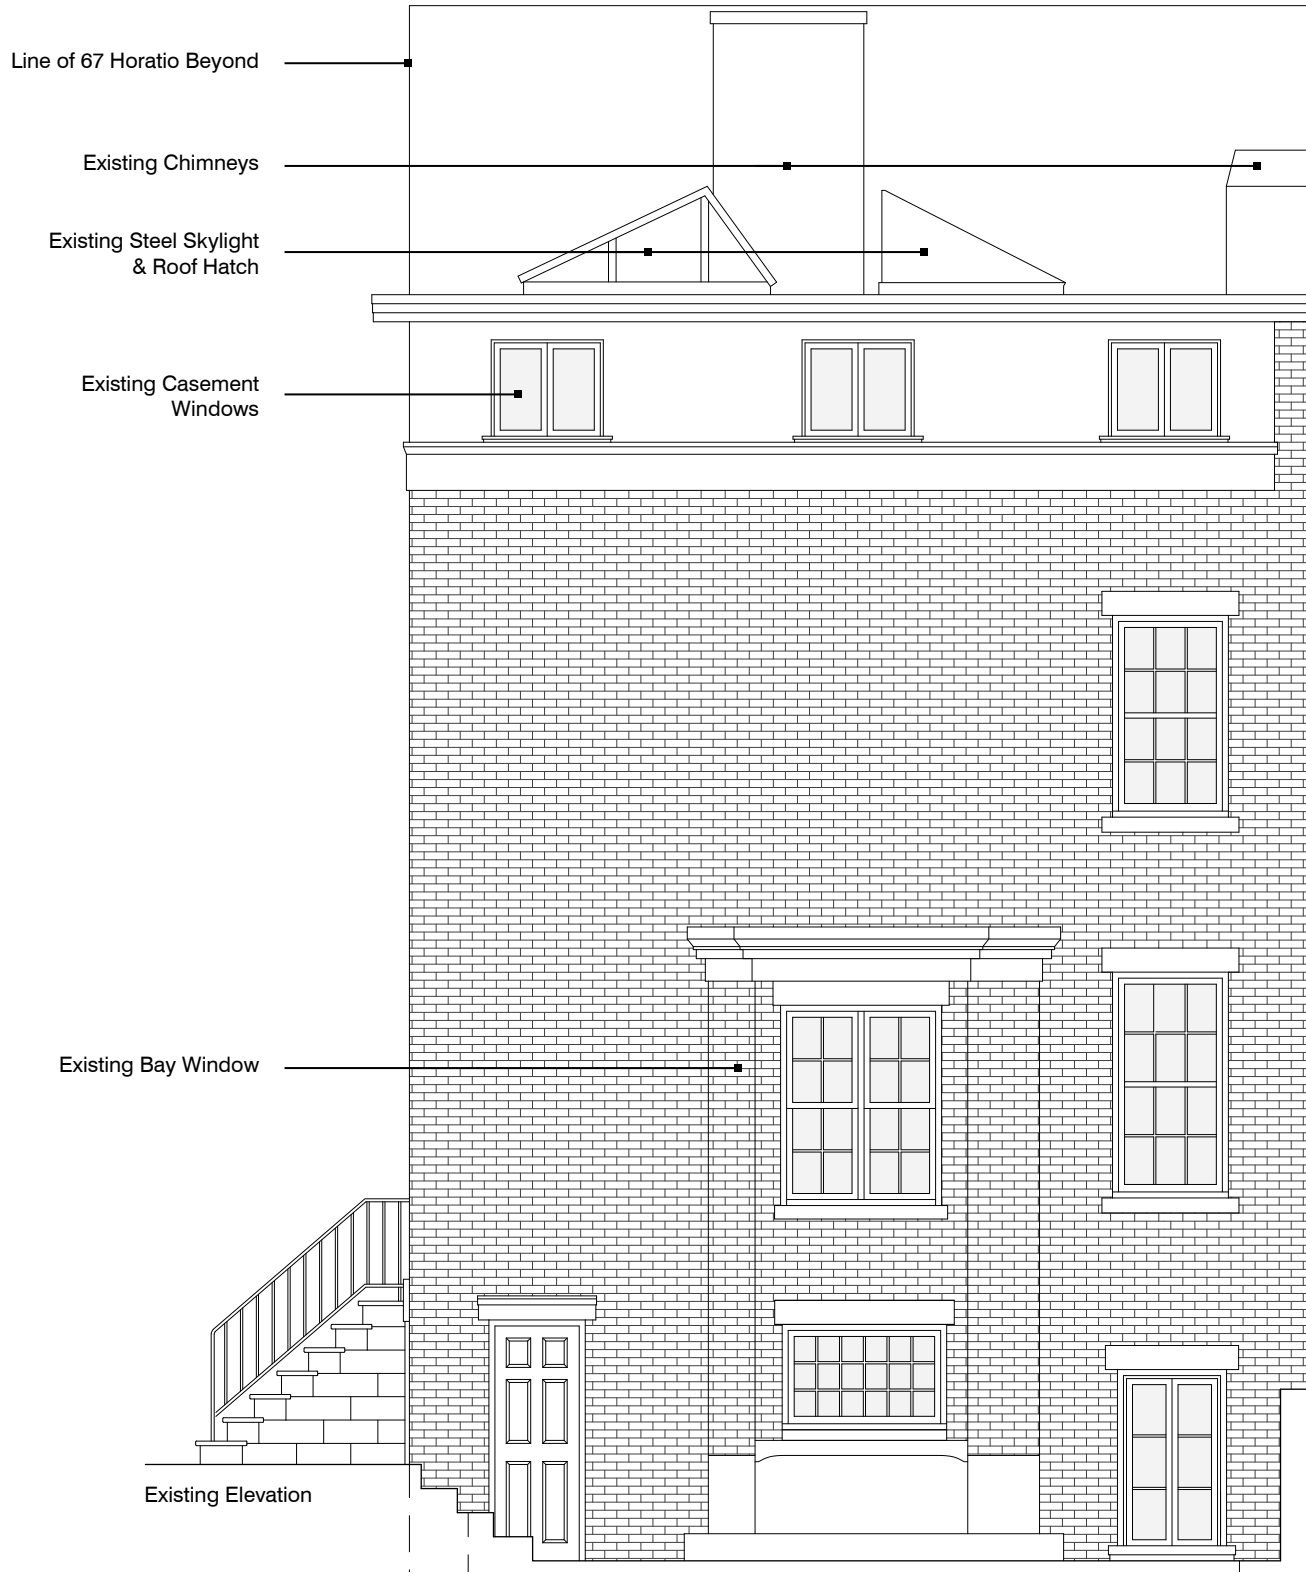 Line of 67 Horatio Beyond
Existing Chimneys
Existing Steel Skylight
& Roof Hatch
Existing Casement
Windows
Existing Bay Window
Existing Elevation